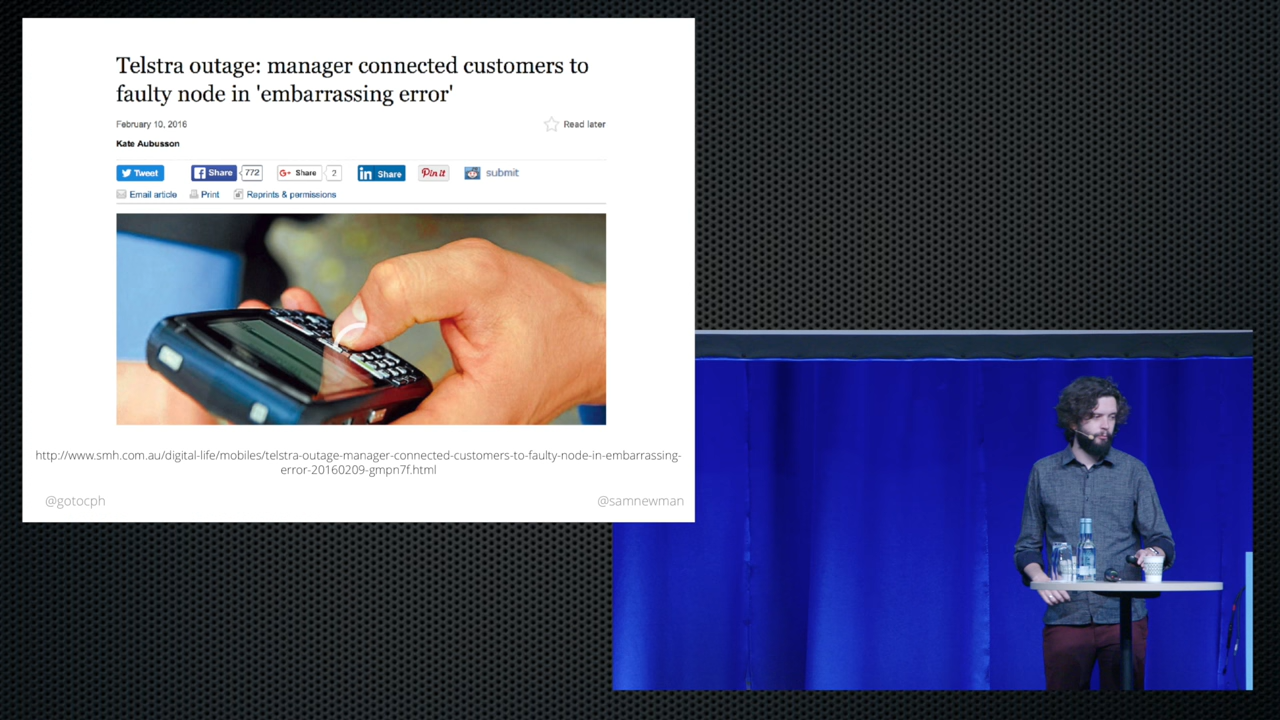 Telstra outage: manager connected customers to
faulty node in 'embarrassing error'
February 10, 2016
Read later
Kate Aubusson
Tweet
Share 772
G+ Share 2
in Share
Pin it
submit
Email article
Print
Reprints & permissions
http://www.smh.com.au/digital-life/mobiles/telstra-outage-manager-connected-customers-to-faulty-node-in-embarrassing-
error-20160209-gmpn7f.html
@gotocph
@samnewman